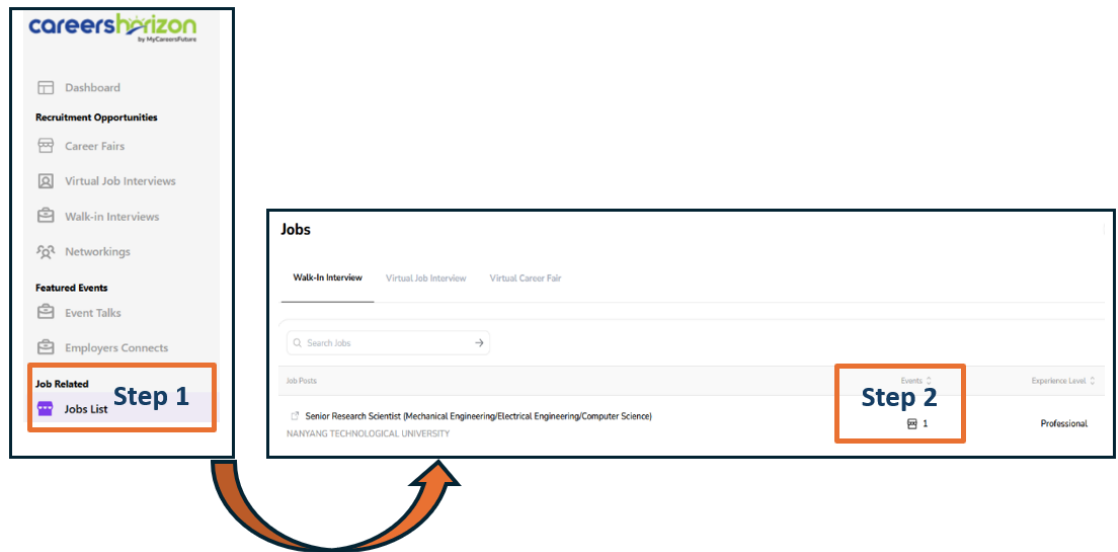 careershorizon
by MyCareersFuture
Dashboard
Recruitment Opportunities
Career Fairs
Virtual Job Interviews
Walk-in Interviews
Networkings
Featured Events
Event Talks
Employers Connects
Job Related
Jobs List
Step 1
Jobs
Walk-In Interview Virtual Job Interview Virtual Career Fair
Search Jobs
Job Posts Events Experience Level
Step 2
Senior Research Scientist (Mechanical Engineering/Electrical Engineering/Computer Science)
1 Professional
NANYANG TECHNOLOGICAL UNIVERSITY